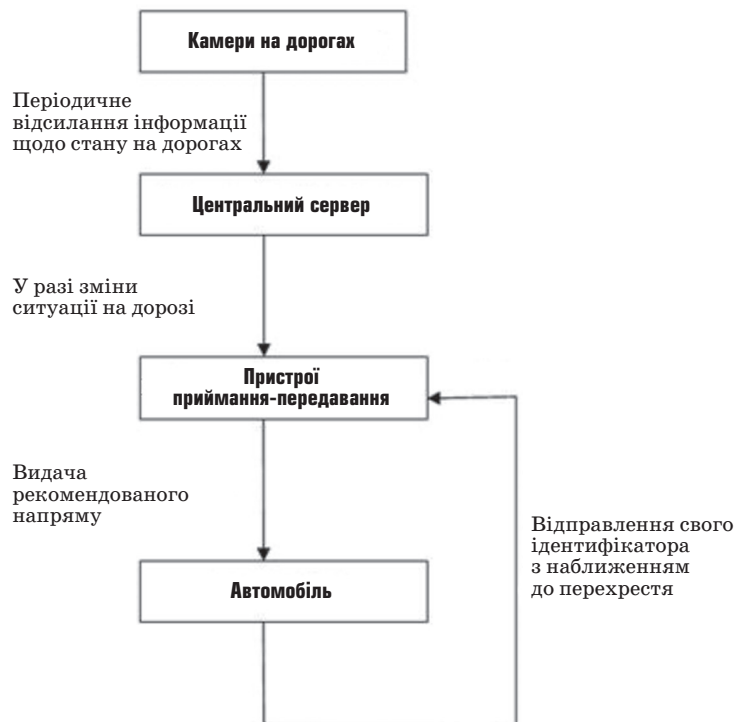 Камери на дорогах
Періодичне
відсилання інформації
щодо стану на дорогах
Центральний сервер
У разі зміни
ситуації на дорозі
Пристрої
приймання-передавання
Видача
рекомендованого
напряму
Відправлення свого
ідентифікатора
з наближенням
до перехрестя
Автомобіль